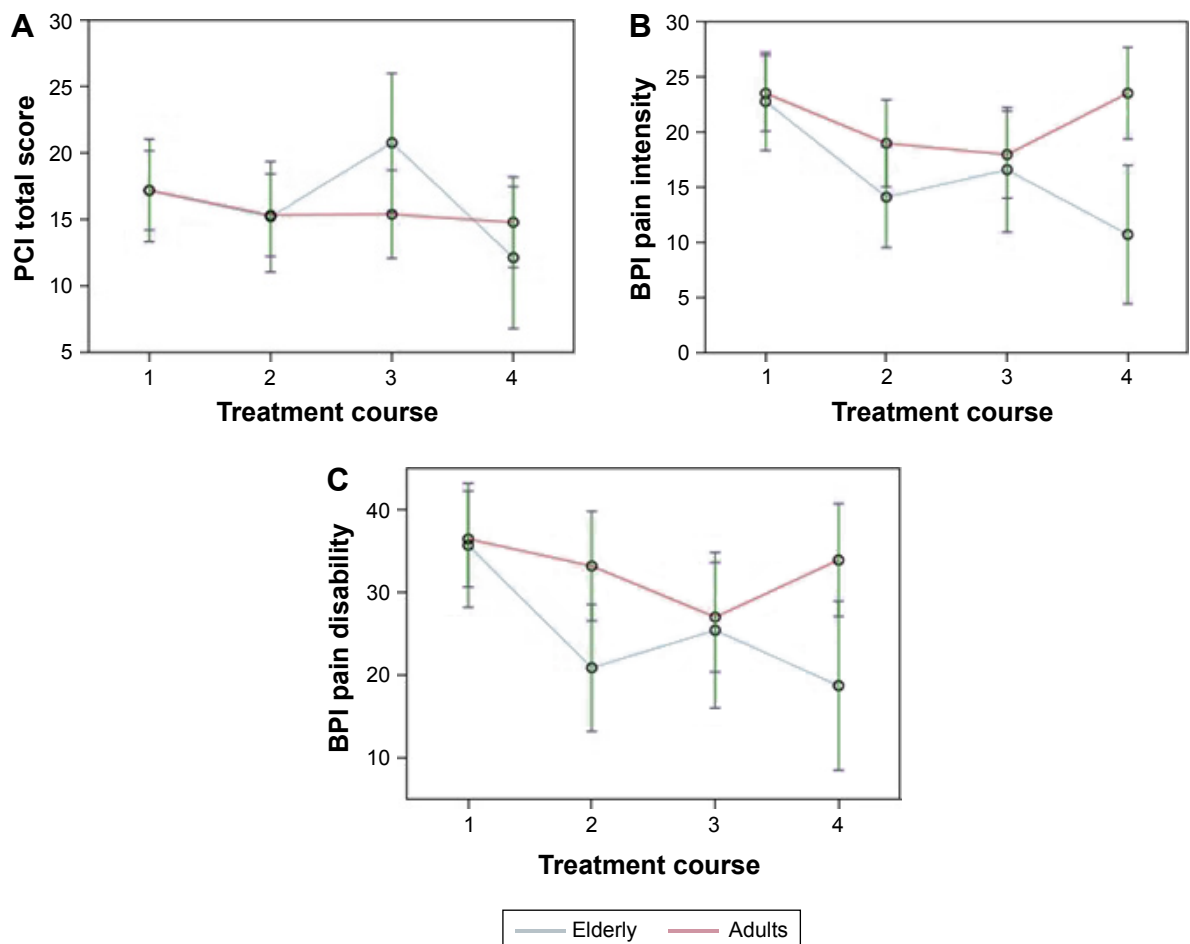 A
PCI total score
30
25
20
15
10
5
1 2 3 4
Treatment course
B
BPI pain intensity
30
25
20
15
10
5
0
1 2 3 4
Treatment course
C
BPI pain disability
40
30
20
10
1 2 3 4
Treatment course
Elderly Adults